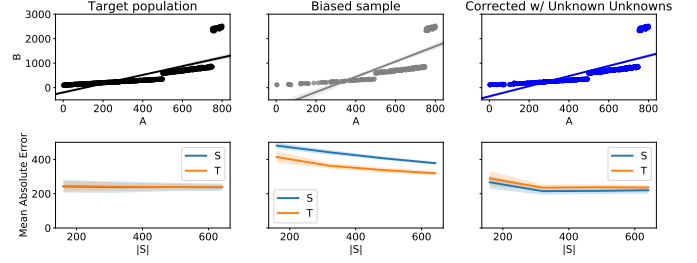 Target population
Biased sample
Corrected w/ Unknown Unknowns
3000
2000
1000
0
B
0 200 400 600 800
A
0 200 400 600 800
A
0 200 400 600 800
A
Mean Absolute Error
400
200
0
S
T
S
T
S
T
200 400 600
|S|
200 400 600
|S|
200 400 600
|S|